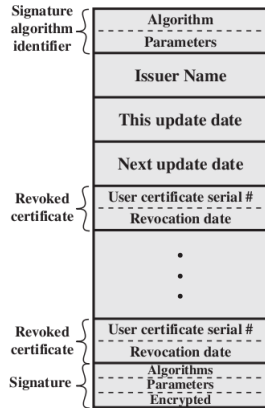 Signature
algorithm
identifier
Algorithm
Parameters
Issuer Name
This update date
Next update date
Revoked
certificate
User certificate serial #
Revocation date
Revoked
certificate
User certificate serial #
Revocation date
Signature
Algorithms
Parameters
Encrypted